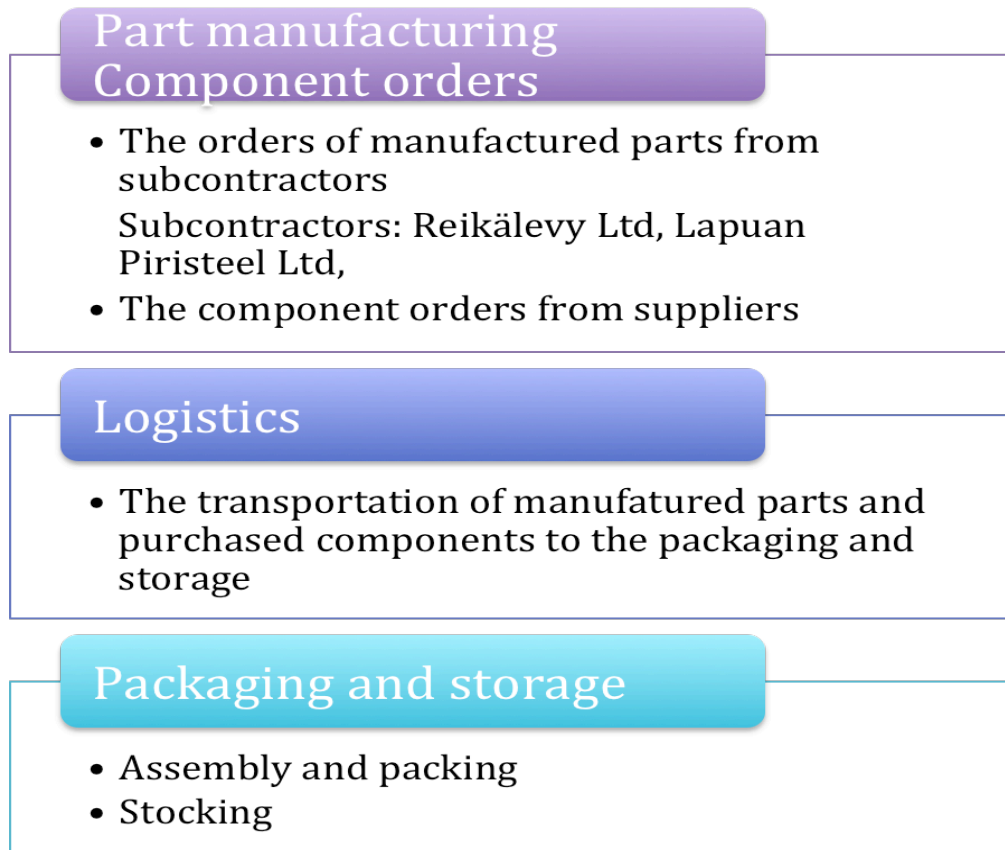 Part manufacturing
Component orders
• The orders of manufactured parts from
subcontractors
Subcontractors: Reikälevy Ltd, Lapuan
Piristeel Ltd,
• The component orders from suppliers
Logistics
• The transportation of manufatured parts and
purchased components to the packaging and
storage
Packaging and storage
• Assembly and packing
• Stocking